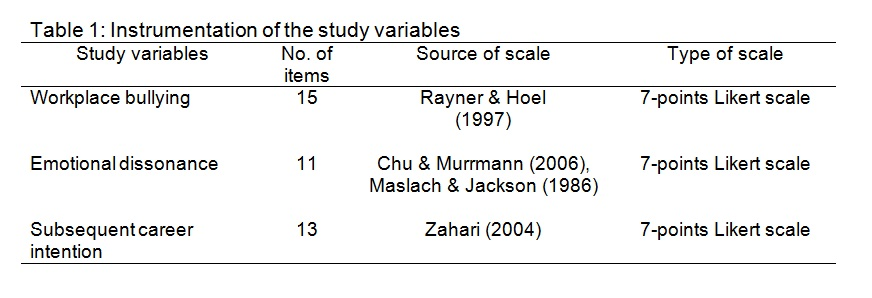 Table 1: Instrumentation of the study variables
Study variables No. of items Source of scale Type of scale
Workplace bullying 15 Rayner & Hoel (1997) 7-points Likert scale
Emotional dissonance 11 Chu & Murrmann (2006), Maslach & Jackson (1986) 7-points Likert scale
Subsequent career intention 13 Zahari (2004) 7-points Likert scale